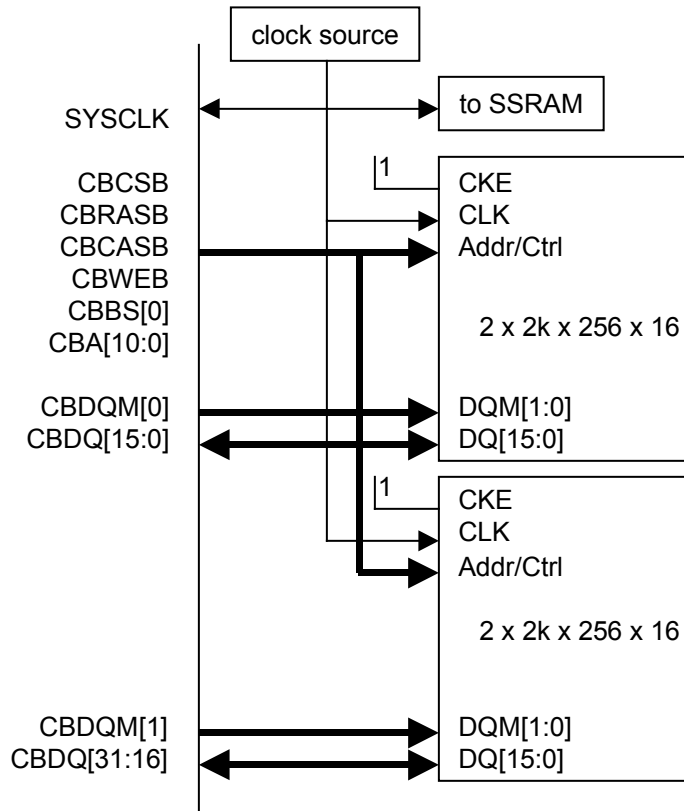 clock source
SYSCLK
to SSRAM
CBCSB
CBRASB
CBCASB
CBWEB
CBBS[0]
CBA[10:0]
1
CKE
CLK
Addr/Ctrl
2 x 2k x 256 x 16
CBDQM[0]
DQM[1:0]
CBDQ[15:0]
DQ[15:0]
1
CKE
CLK
Addr/Ctrl
2 x 2k x 256 x 16
CBDQM[1]
DQM[1:0]
CBDQ[31:16]
DQ[15:0]